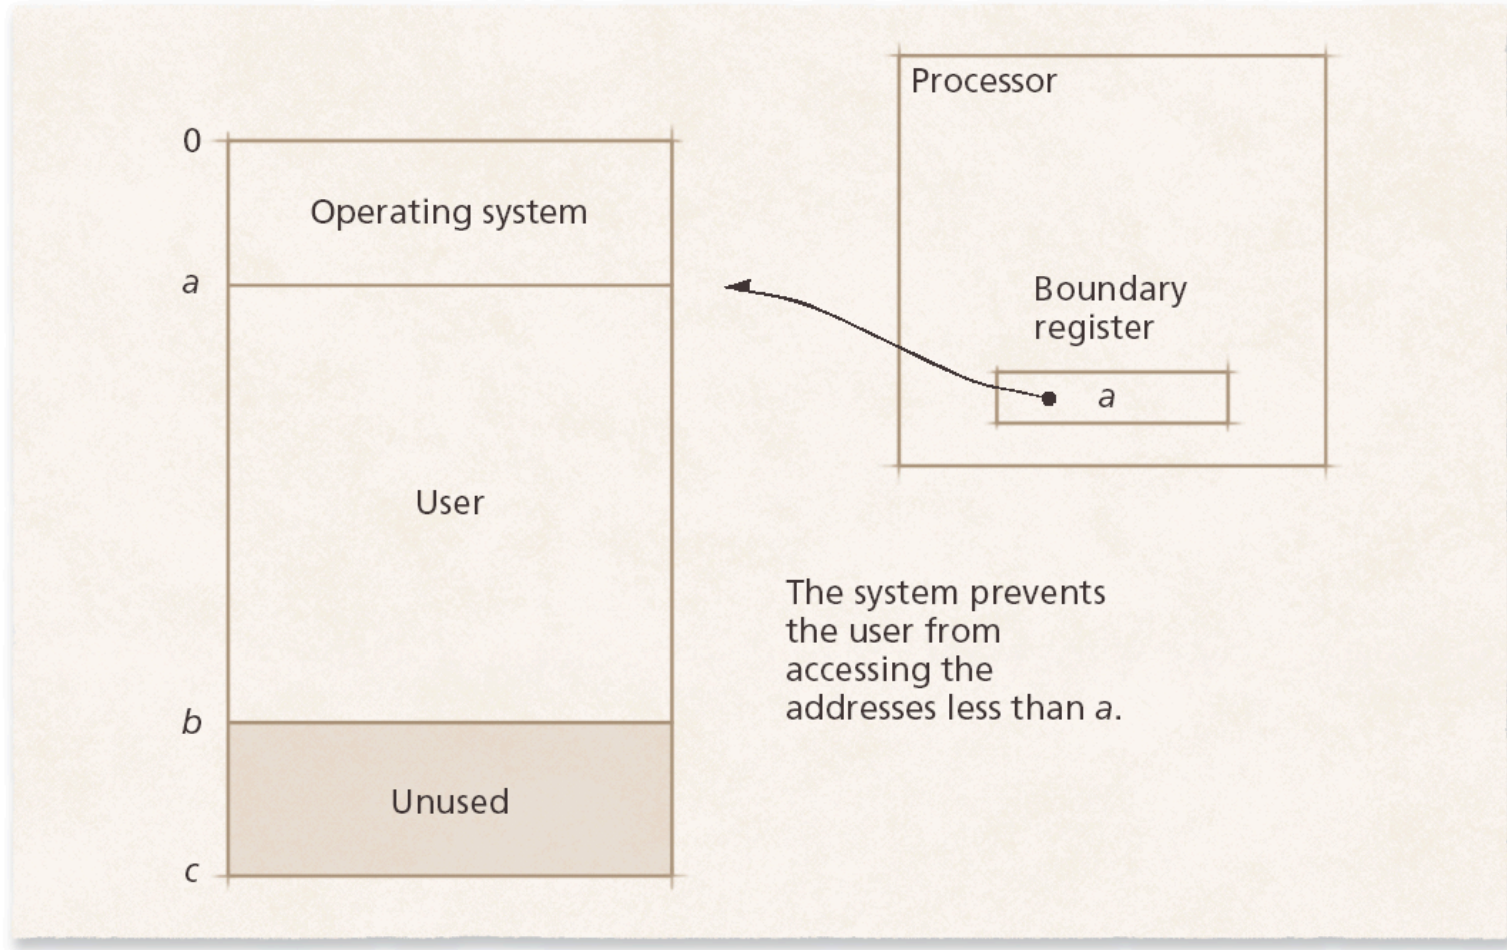 0
Operating system
a
User
b
Unused
c
Processor
Boundary
register
a
The system prevents
the user from
accessing the
addresses less than a.